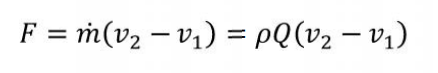 F = ṁ(v₂ − v₁) = ρQ(v₂ − v₁)